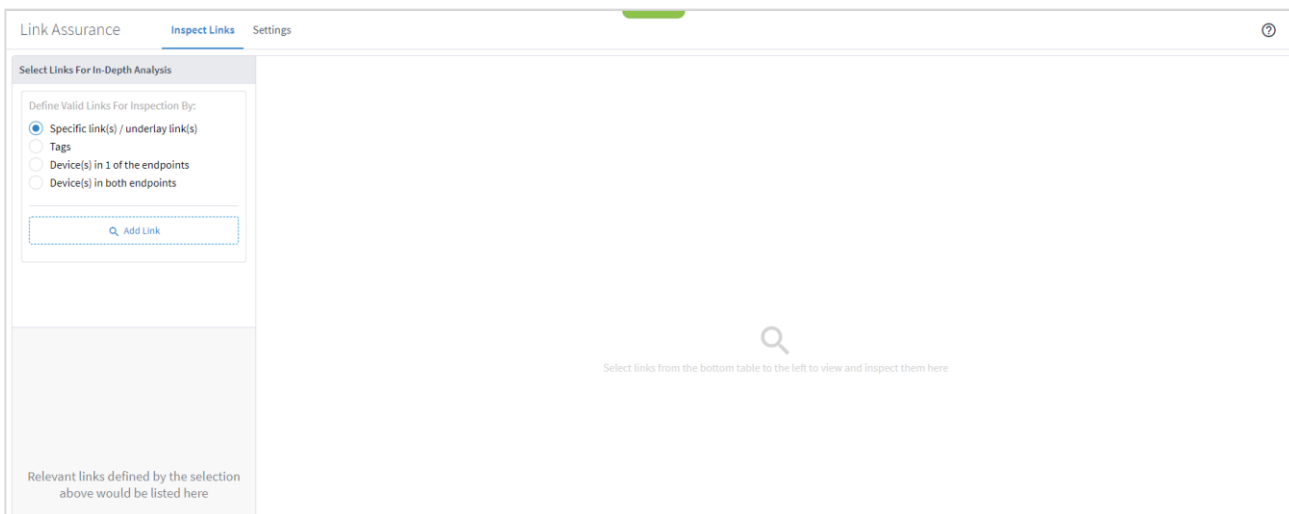 Link Assurance
Inspect Links
Settings
Select Links For In-Depth Analysis
Define Valid Links For Inspection By:
Specific link(s) / underlay link(s)
Tags
Device(s) in 1 of the endpoints
Device(s) in both endpoints
Add Link
Select links from the bottom table to the left to view and inspect them here
Relevant links defined by the selection
above would be listed here